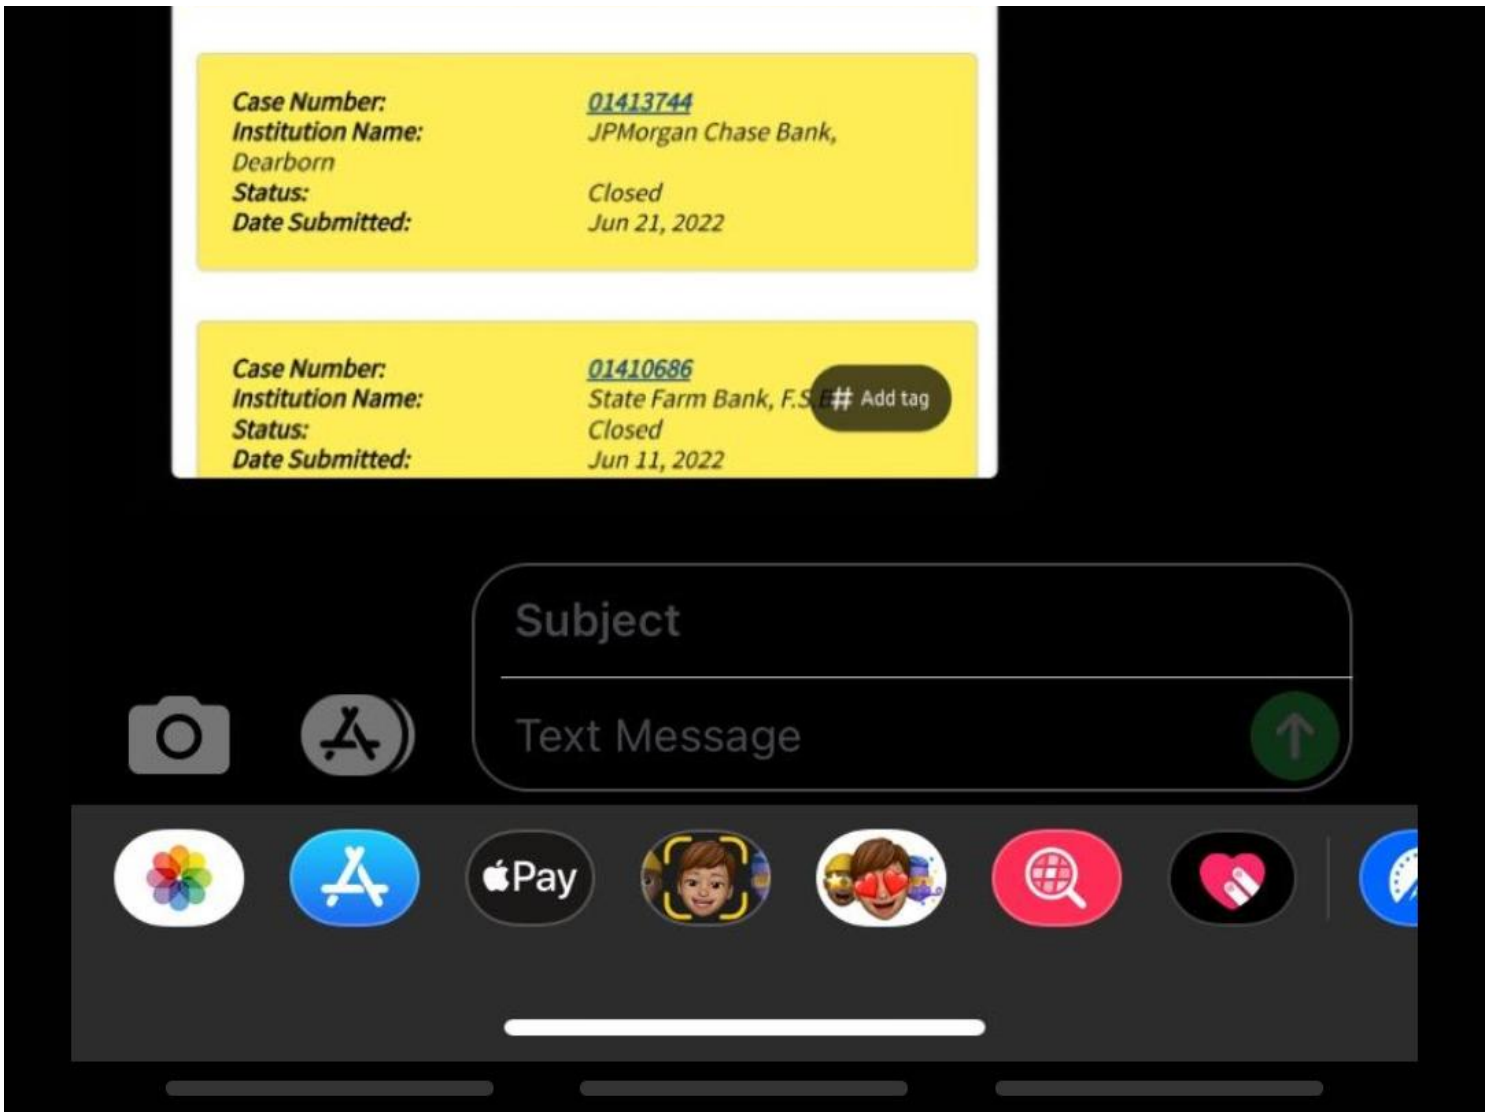 Case Number: 01413744
Institution Name: JPMorgan Chase Bank,
Dearborn
Status: Closed
Date Submitted: Jun 21, 2022
Case Number: 01410686
Institution Name: State Farm Bank, F.S.
# Add tag
Status: Closed
Date Submitted: Jun 11, 2022
Subject
Text Message
Pay